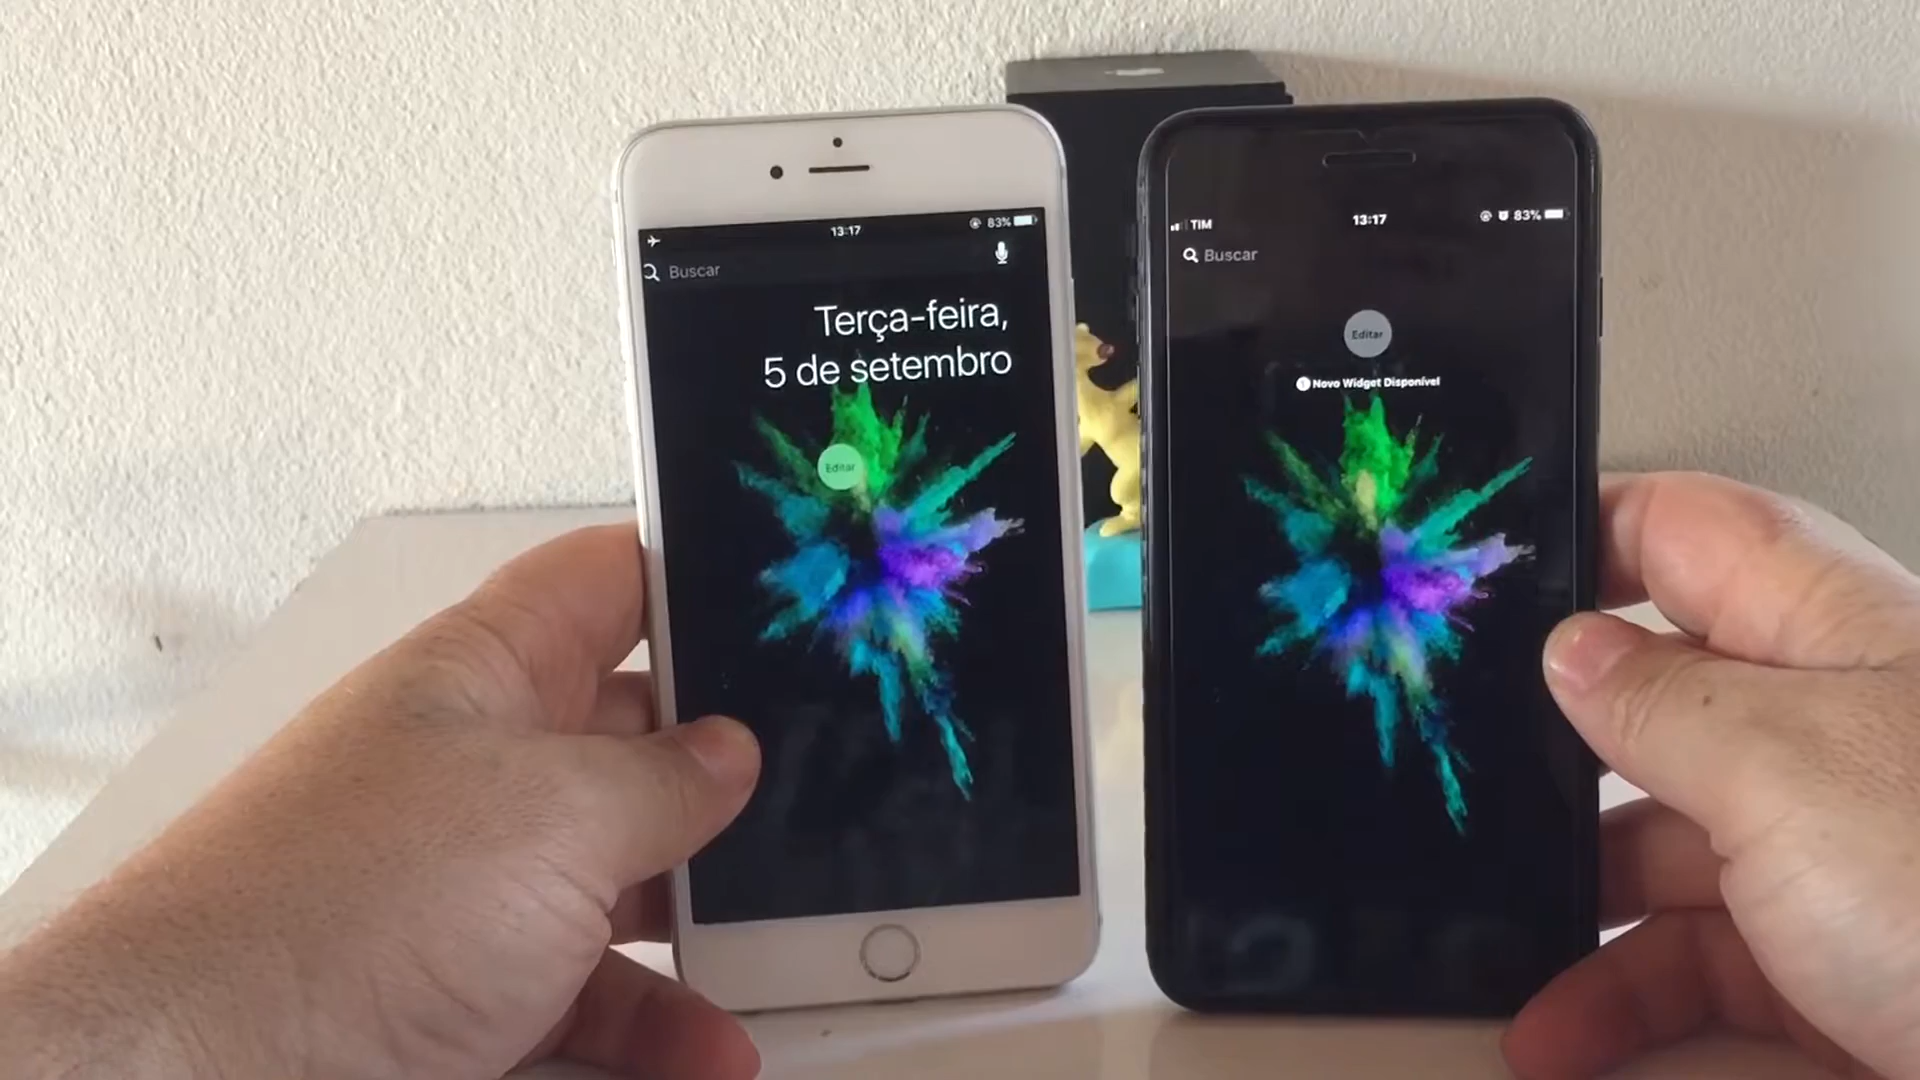 13:17
83%
Buscar
Terça-feira,
5 de setembro
Editar
TIM
13:17
83%
Buscar
Editar
Novo Widget Disponível